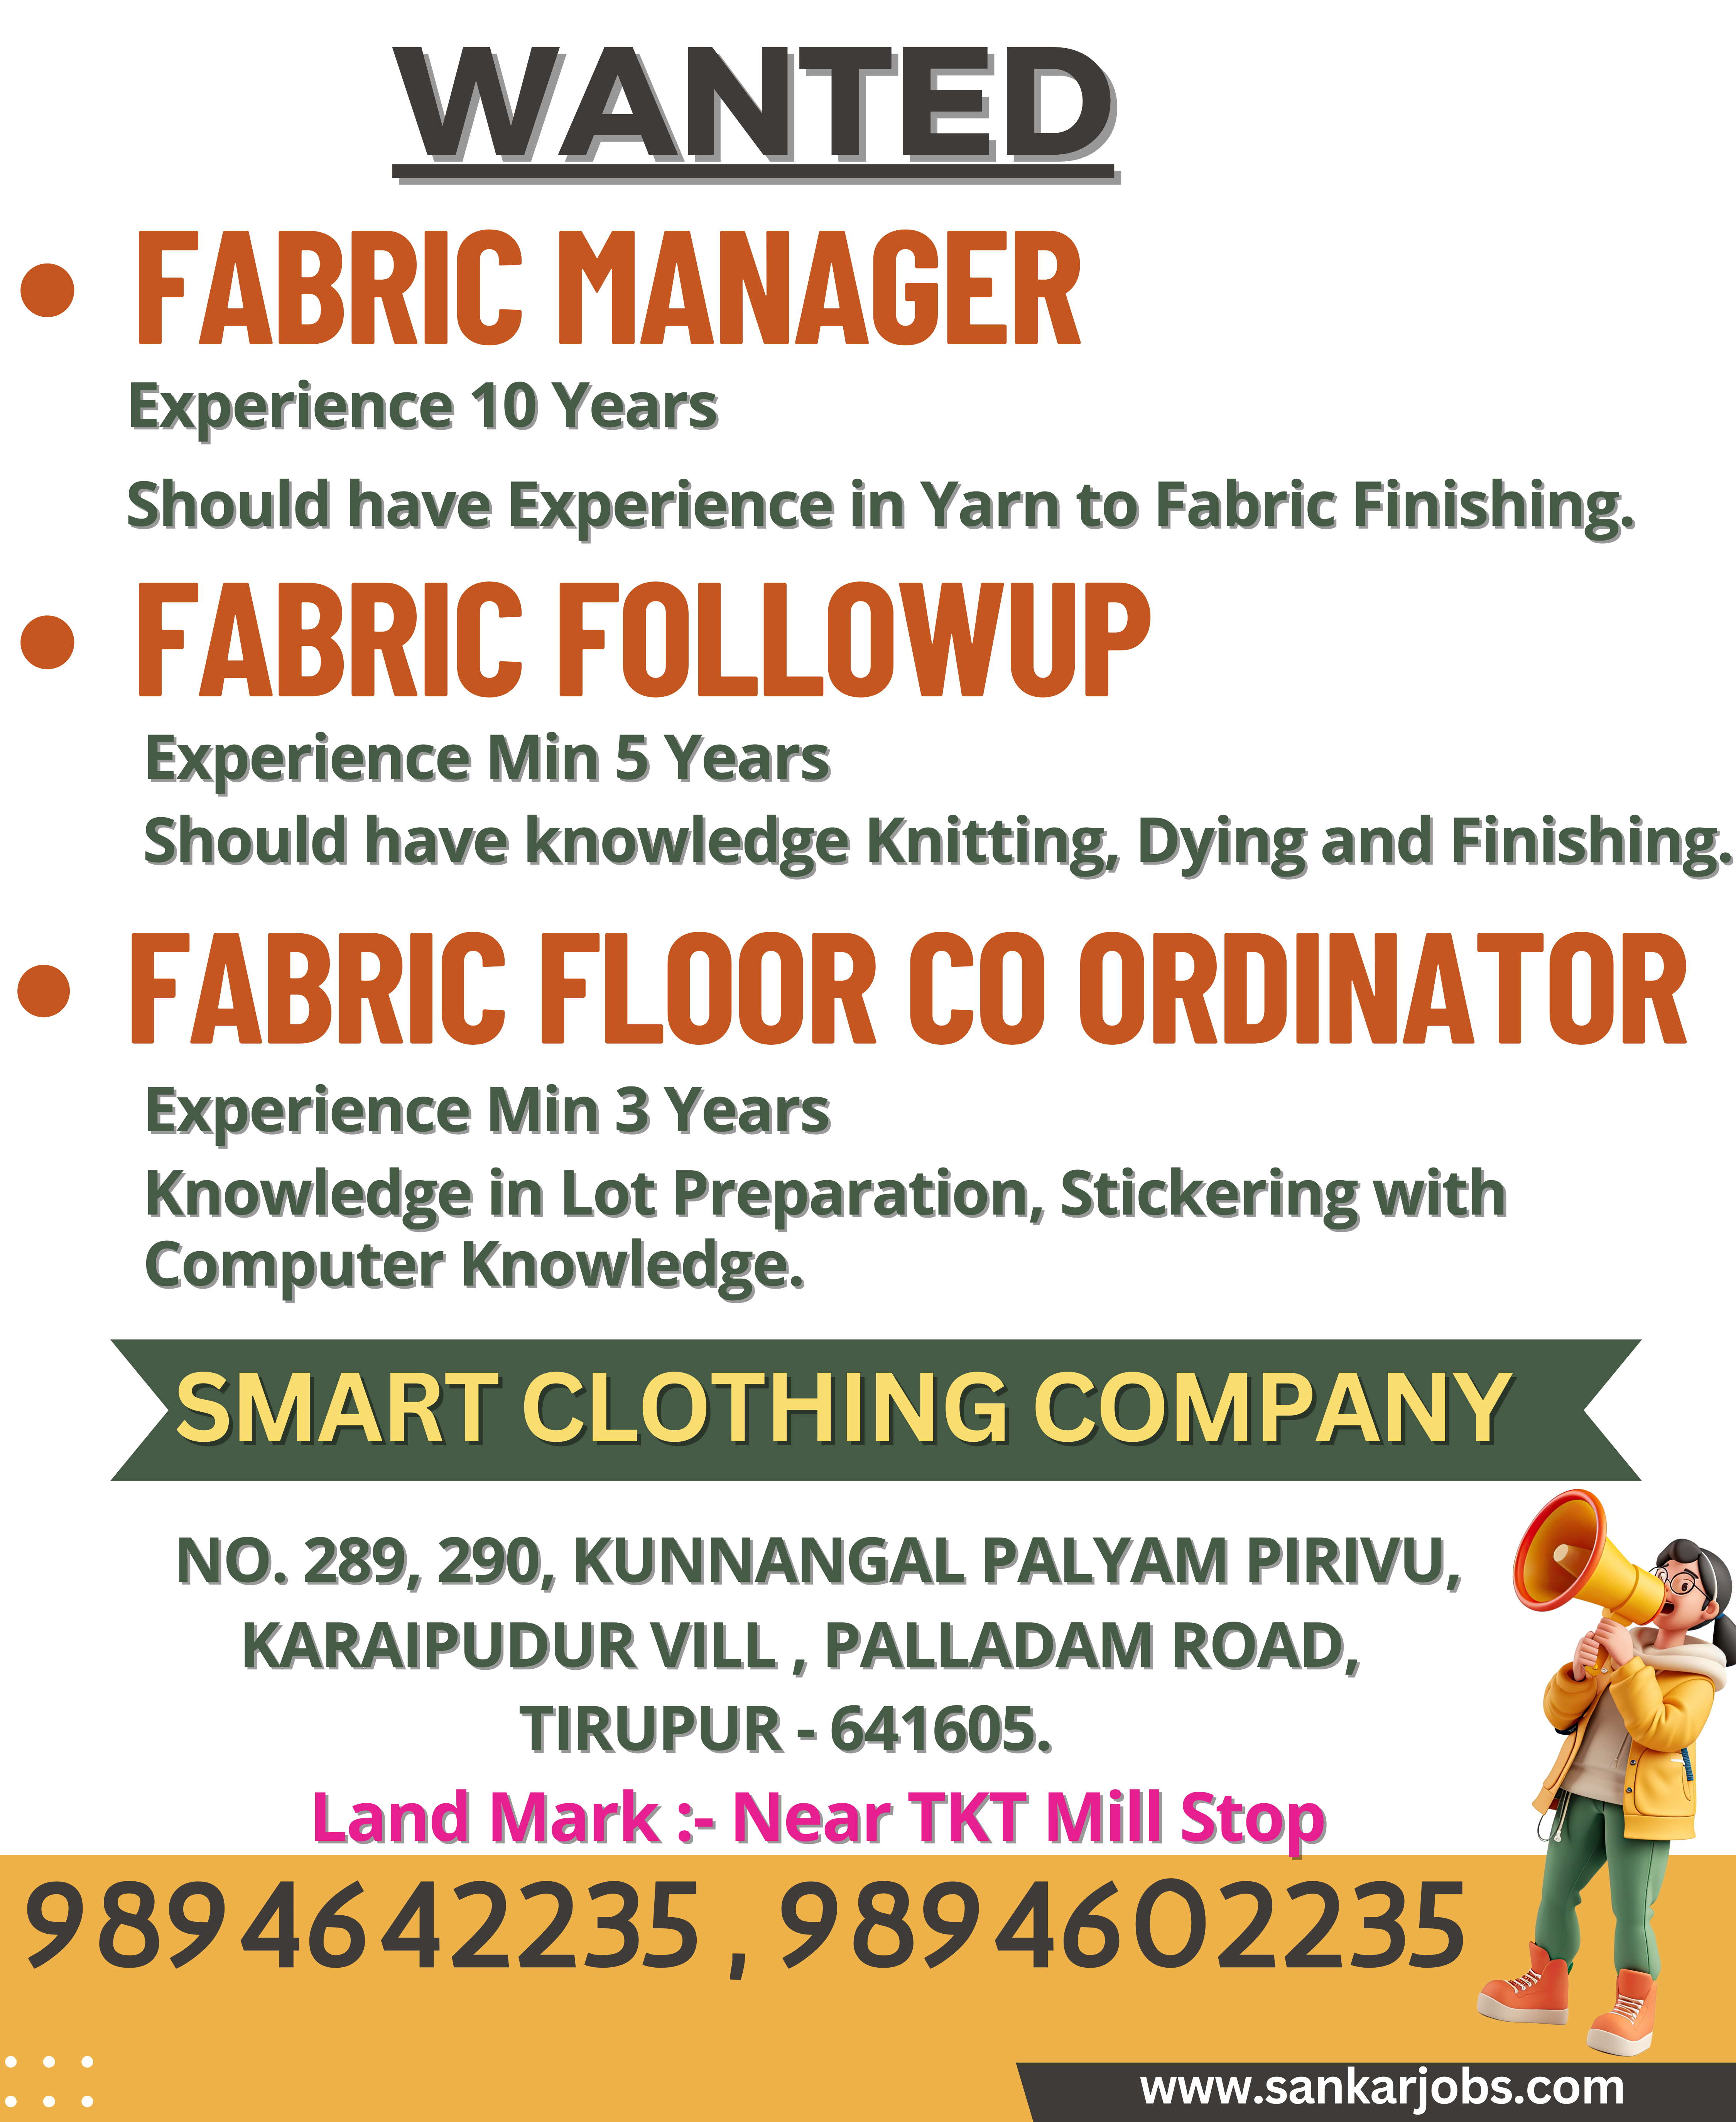 WANTED
FABRIC MANAGER
Experience 10 Years
Should have Experience in Yarn to Fabric Finishing.
FABRIC FOLLOWUP
Experience Min 5 Years
Should have knowledge Knitting, Dying and Finishing.
FABRIC FLOOR CO ORDINATOR
Experience Min 3 Years
Knowledge in Lot Preparation, Stickering with
Computer Knowledge.
SMART CLOTHING COMPANY
NO. 289, 290, KUNNANGAL PALYAM PIRIVU,
KARAIPUDUR VILL , PALLADAM ROAD,
TIRUPUR - 641605.
Land Mark :- Near TKT Mill Stop
9894642235 , 9894602235
www.sankarjobs.com